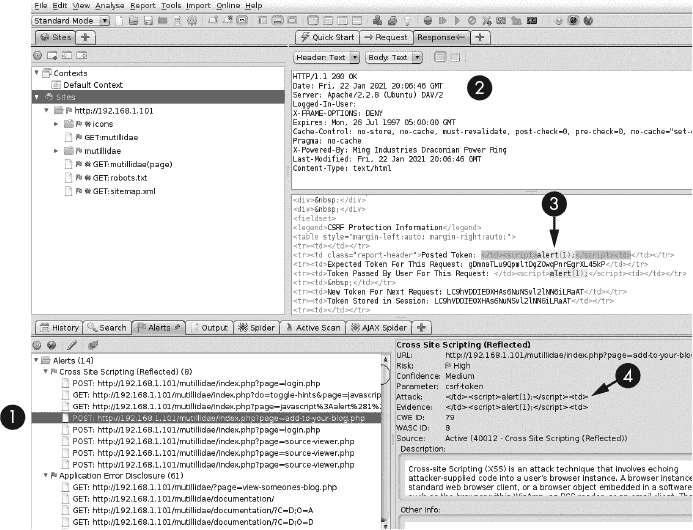 File Edit View Analyse Report Tools Import Online Help
Standard Mode
Sites
Quick Start Request Response
Header: Text Body: Text
Contexts
Default Context
Sites
http://192.168.1.101
icons
GET:mutillidae
mutillidae
GET:mutillidae(page)
GET:robots.txt
GET:sitemap.xml
HTTP/1.1 200 OK
Date: Fri, 22 Jan 2021 20:06:46 GMT
Server: Apache/2.2.8 (Ubuntu) DAV/2
Logged-In-User:
X-FRAME-OPTIONS: DENY
Expires: Mon, 26 Jul 1997 05:00:00 GMT
Cache-Control: no-store, no-cache, must-revalidate, post-check=0, pre-check=0, no-cache="set-
Pragma: no-cache
X-Powered-By: Ming Industries Draconian Power Ring
Last-Modified: Fri, 22 Jan 2021 20:06:46 GMT
Content-Type: text/html
2
<div>&nbsp;</div>
<div>&nbsp;</div>
<fieldset>
<legend>CSRF Protection Information</legend>
<table style="margin-left:auto; margin-right:auto;">
<tr><td></td></tr>
<tr><td class="report-header">Posted Token: </td><script>alert(1);</script><td></td></tr>
<tr><td>Expected Token For This Request:
<tr><td>Token Passed By User For This Request: </td><script>alert(1);</script><td></td></tr>
<tr><td>&nbsp;</td></tr>
<tr><td>New Token For Next Request:
<tr><td>Token Stored in Session:
<tr><td></td></tr>
3
History Search Alerts Output Spider Active Scan AJAX Spider
1
Alerts (14)
Cross Site Scripting (Reflected) (8)
POST: http://192.168.1.101/mutillidae/index.php?page=login.php
GET: http://192.168.1.101/mutillidae/index.php?do=toggle-hints&page=javascript
GET: http://192.168.1.101/mutillidae/index.php?page=javascript%3Aalert%281%
POST: http://192.168.1.101/mutillidae/index.php?page=add-to-your-blog.php
POST: http://192.168.1.101/mutillidae/index.php?page=login.php
POST: http://192.168.1.101/mutillidae/index.php?page=source-viewer.php
POST: http://192.168.1.101/mutillidae/index.php?page=source-viewer.php
POST: http://192.168.1.101/mutillidae/index.php?page=source-viewer.php
Application Error Disclosure (61)
GET: http://192.168.1.101/mutillidae/?page=view-someones-blog.php
GET: http://192.168.1.101/mutillidae/documentation/
GET: http://192.168.1.101/mutillidae/documentation/?C=D;O=A
GET: http://192.168.1.101/mutillidae/documentation/?C=D;O=D
Cross Site Scripting (Reflected)
URL: http://192.168.1.101/mutillidae/index.php?page=add-to-your-blog
Risk: High
Confidence: Medium
Parameter: csrf-token
Attack: </td><script>alert(1);</script><td>
Evidence: </td><script>alert(1);</script><td>
CWE ID: 79
WASC ID: 8
Source: Active (40012 - Cross Site Scripting (Reflected))
4
Description:
Cross-site Scripting (XSS) is an attack technique that involves echoing
attacker-supplied code into a user's browser instance. A browser instance
standard web browser client, or a browser object embedded in a software
Other Info: